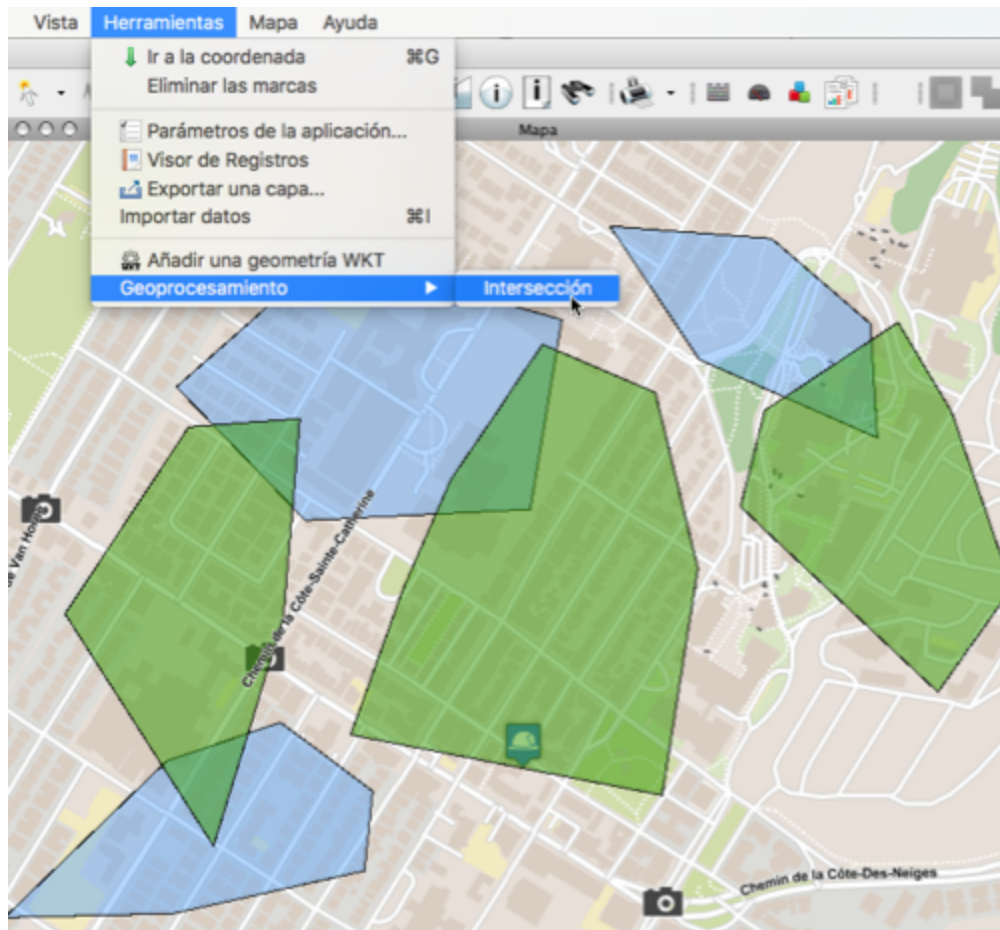 Vista Herramientas Mapa Ayuda
Ir a la coordenada ⌘G
Eliminar las marcas
Mapa
Parámetros de la aplicación...
Visor de Registros
Exportar una capa...
Importar datos ⌘I
Añadir una geometría WKT
Geoprocesamiento ▶ Intersección
Van Horne
Chemin de la Côte-Sainte-Catherine
Chemin de la Côte-Des-Neiges